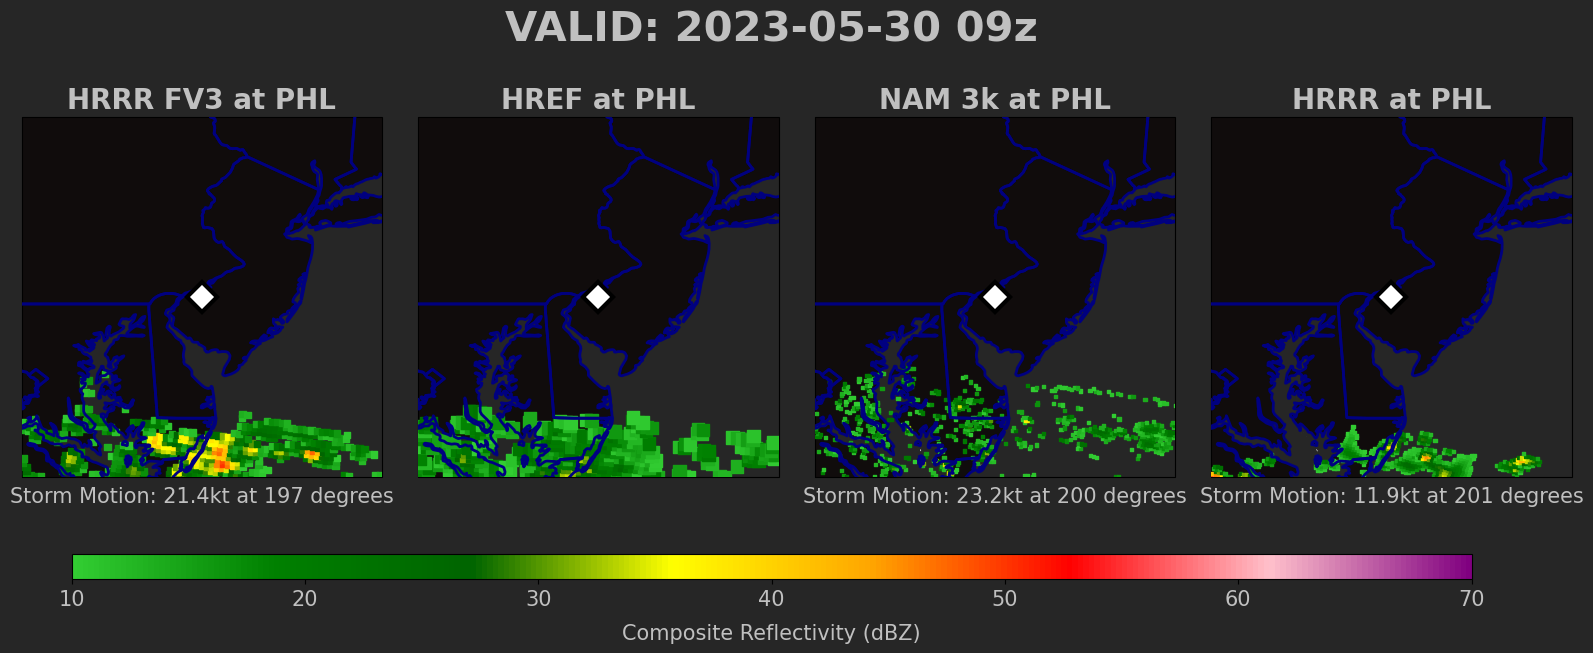 VALID: 2023-05-30 09z
HRRR FV3 at PHL
HREF at PHL
NAM 3k at PHL
HRRR at PHL
Storm Motion: 21.4kt at 197 degrees
Storm Motion: 23.2kt at 200 degrees
Storm Motion: 11.9kt at 201 degrees
10 20 30 40 50 60 70
Composite Reflectivity (dBZ)